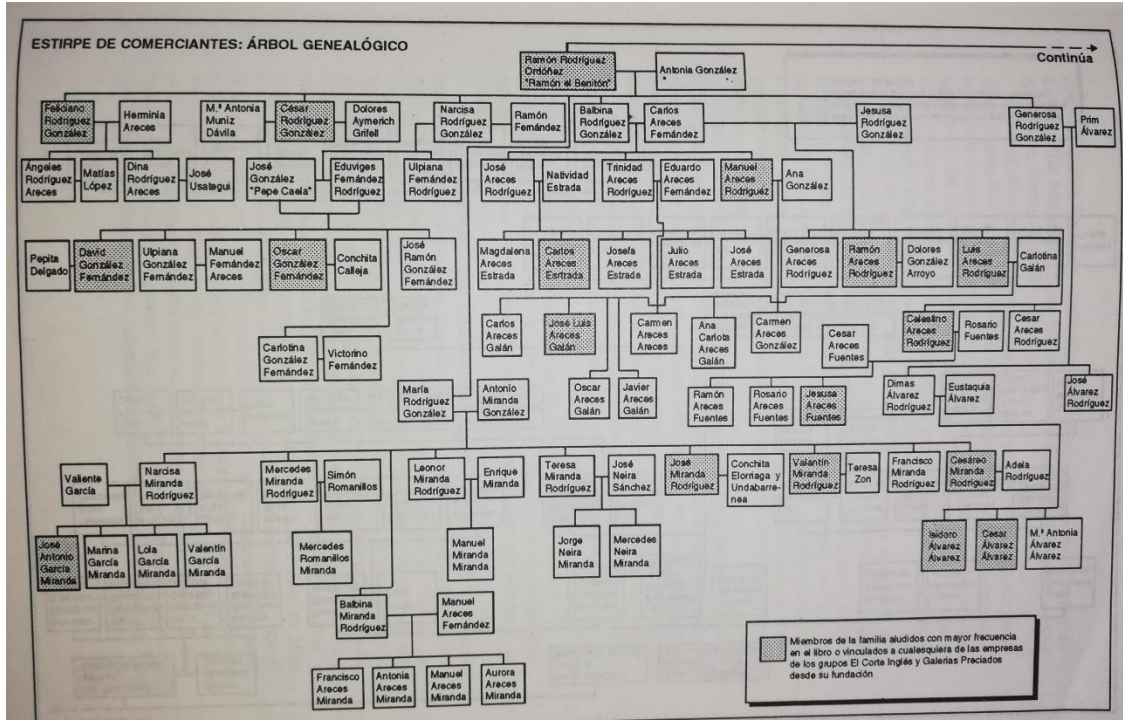 ESTIRPE DE COMERCIANTES: ÁRBOL GENEALÓGICO
Continúa
Ramón Rodríguez
Ordóñez
"Ramón el Benitón"
Antonia González
Feliciano
Rodríguez
González
Herminia
Areces
M.ª Antonia
Muniz
Dávila
César
Rodríguez
González
Dolores
Aymerich
Grifell
Narcisa
Rodríguez
González
Ramón
Fernández
Balbina
Rodríguez
González
Carlos
Areces
Fernández
Jesusa
Rodríguez
González
Generosa
Rodríguez
González
Prim
Álvarez
Ángeles
Rodríguez
Areces
Matías
López
Dina
Rodríguez
Areces
José
Usategui
José
González
"Pepe Caela"
Eduviges
Fernández
Rodríguez
Ulpiana
Fernández
Rodríguez
José
Areces
Rodríguez
Natividad
Estrada
Trinidad
Areces
Rodríguez
Eduardo
Areces
Fernández
Manuel
Areces
Rodríguez
Ana
González
Pepita
Delgado
David
González
Fernández
Ulpiana
González
Fernández
Manuel
Fernández
Areces
Oscar
González
Fernández
Conchita
Calleja
José
Ramón
González
Fernández
Magdalena
Areces
Estrada
Carlos
Areces
Esrtrada
Josefa
Areces
Estrada
Julio
Areces
Estrada
José
Areces
Estrada
Generosa
Areces
Rodríguez
Ramón
Areces
Rodríguez
Dolores
González
Arroyo
Luis
Areces
Rodríguez
Carlotina
Galán
Carlotina
González
Fernández
Victorino
Fernández
Carlos
Areces
Galán
José Luis
Areces
Galán
Carmen
Areces
Areces
Ana
Carlota
Areces
Galán
Carmen
Areces
González
Cesar
Areces
Fuentes
Celestino
Areces
Rodríguez
Rosario
Fuentes
Cesar
Areces
Rodríguez
María
Rodríguez
González
Antonio
Miranda
González
Oscar
Areces
Galán
Javier
Areces
Galán
Ramón
Areces
Fuentes
Rosario
Areces
Fuentes
Jesusa
Areces
Fuentes
Dimas
Álvarez
Rodríguez
Eustaquia
Álvarez
José
Álvarez
Rodríguez
Valiente
García
Narcisa
Miranda
Rodríguez
Mercedes
Miranda
Rodríguez
Simón
Romanillos
Leonor
Miranda
Rodríguez
Enrique
Miranda
Teresa
Miranda
Rodríguez
José
Neira
Sánchez
José
Miranda
Rodríguez
Conchita
Elorriaga y
Undabarre-
nea
Valantín
Miranda
Rodríguez
Teresa
Zon
Francisco
Miranda
Rodríguez
Cesáreo
Miranda
Rodríguez
Adela
Rodríguez
José
Antonio
García
Miranda
Marina
García
Miranda
Lola
García
Miranda
Valentín
García
Miranda
Mercedes
Romanillos
Miranda
Manuel
Miranda
Miranda
Jorge
Neira
Miranda
Mercedes
Neira
Miranda
Isidoro
Álvarez
Álvarez
Cesar
Álvarez
Álvarez
M.ª Antonia
Álvarez
Álvarez
Balbina
Miranda
Rodríguez
Manuel
Areces
Fernández
Francisco
Areces
Miranda
Antonia
Areces
Miranda
Manuel
Areces
Miranda
Aurora
Areces
Miranda
Miembros de la familia aludidos con mayor frecuencia
en el libro o vinculados a cualesquiera de las empresas
de los grupos El Corte Inglés y Galerías Preciados
desde su fundación